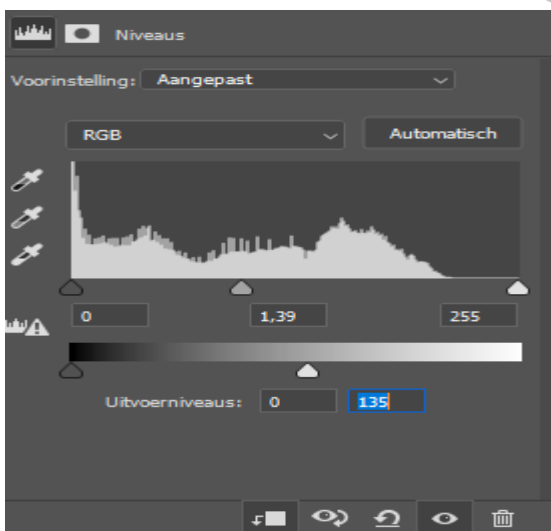 Niveaus
Voorinstelling: Aangepast
RGB Automatisch
0 1,39 255
Uitvoerniveaus: 0 135